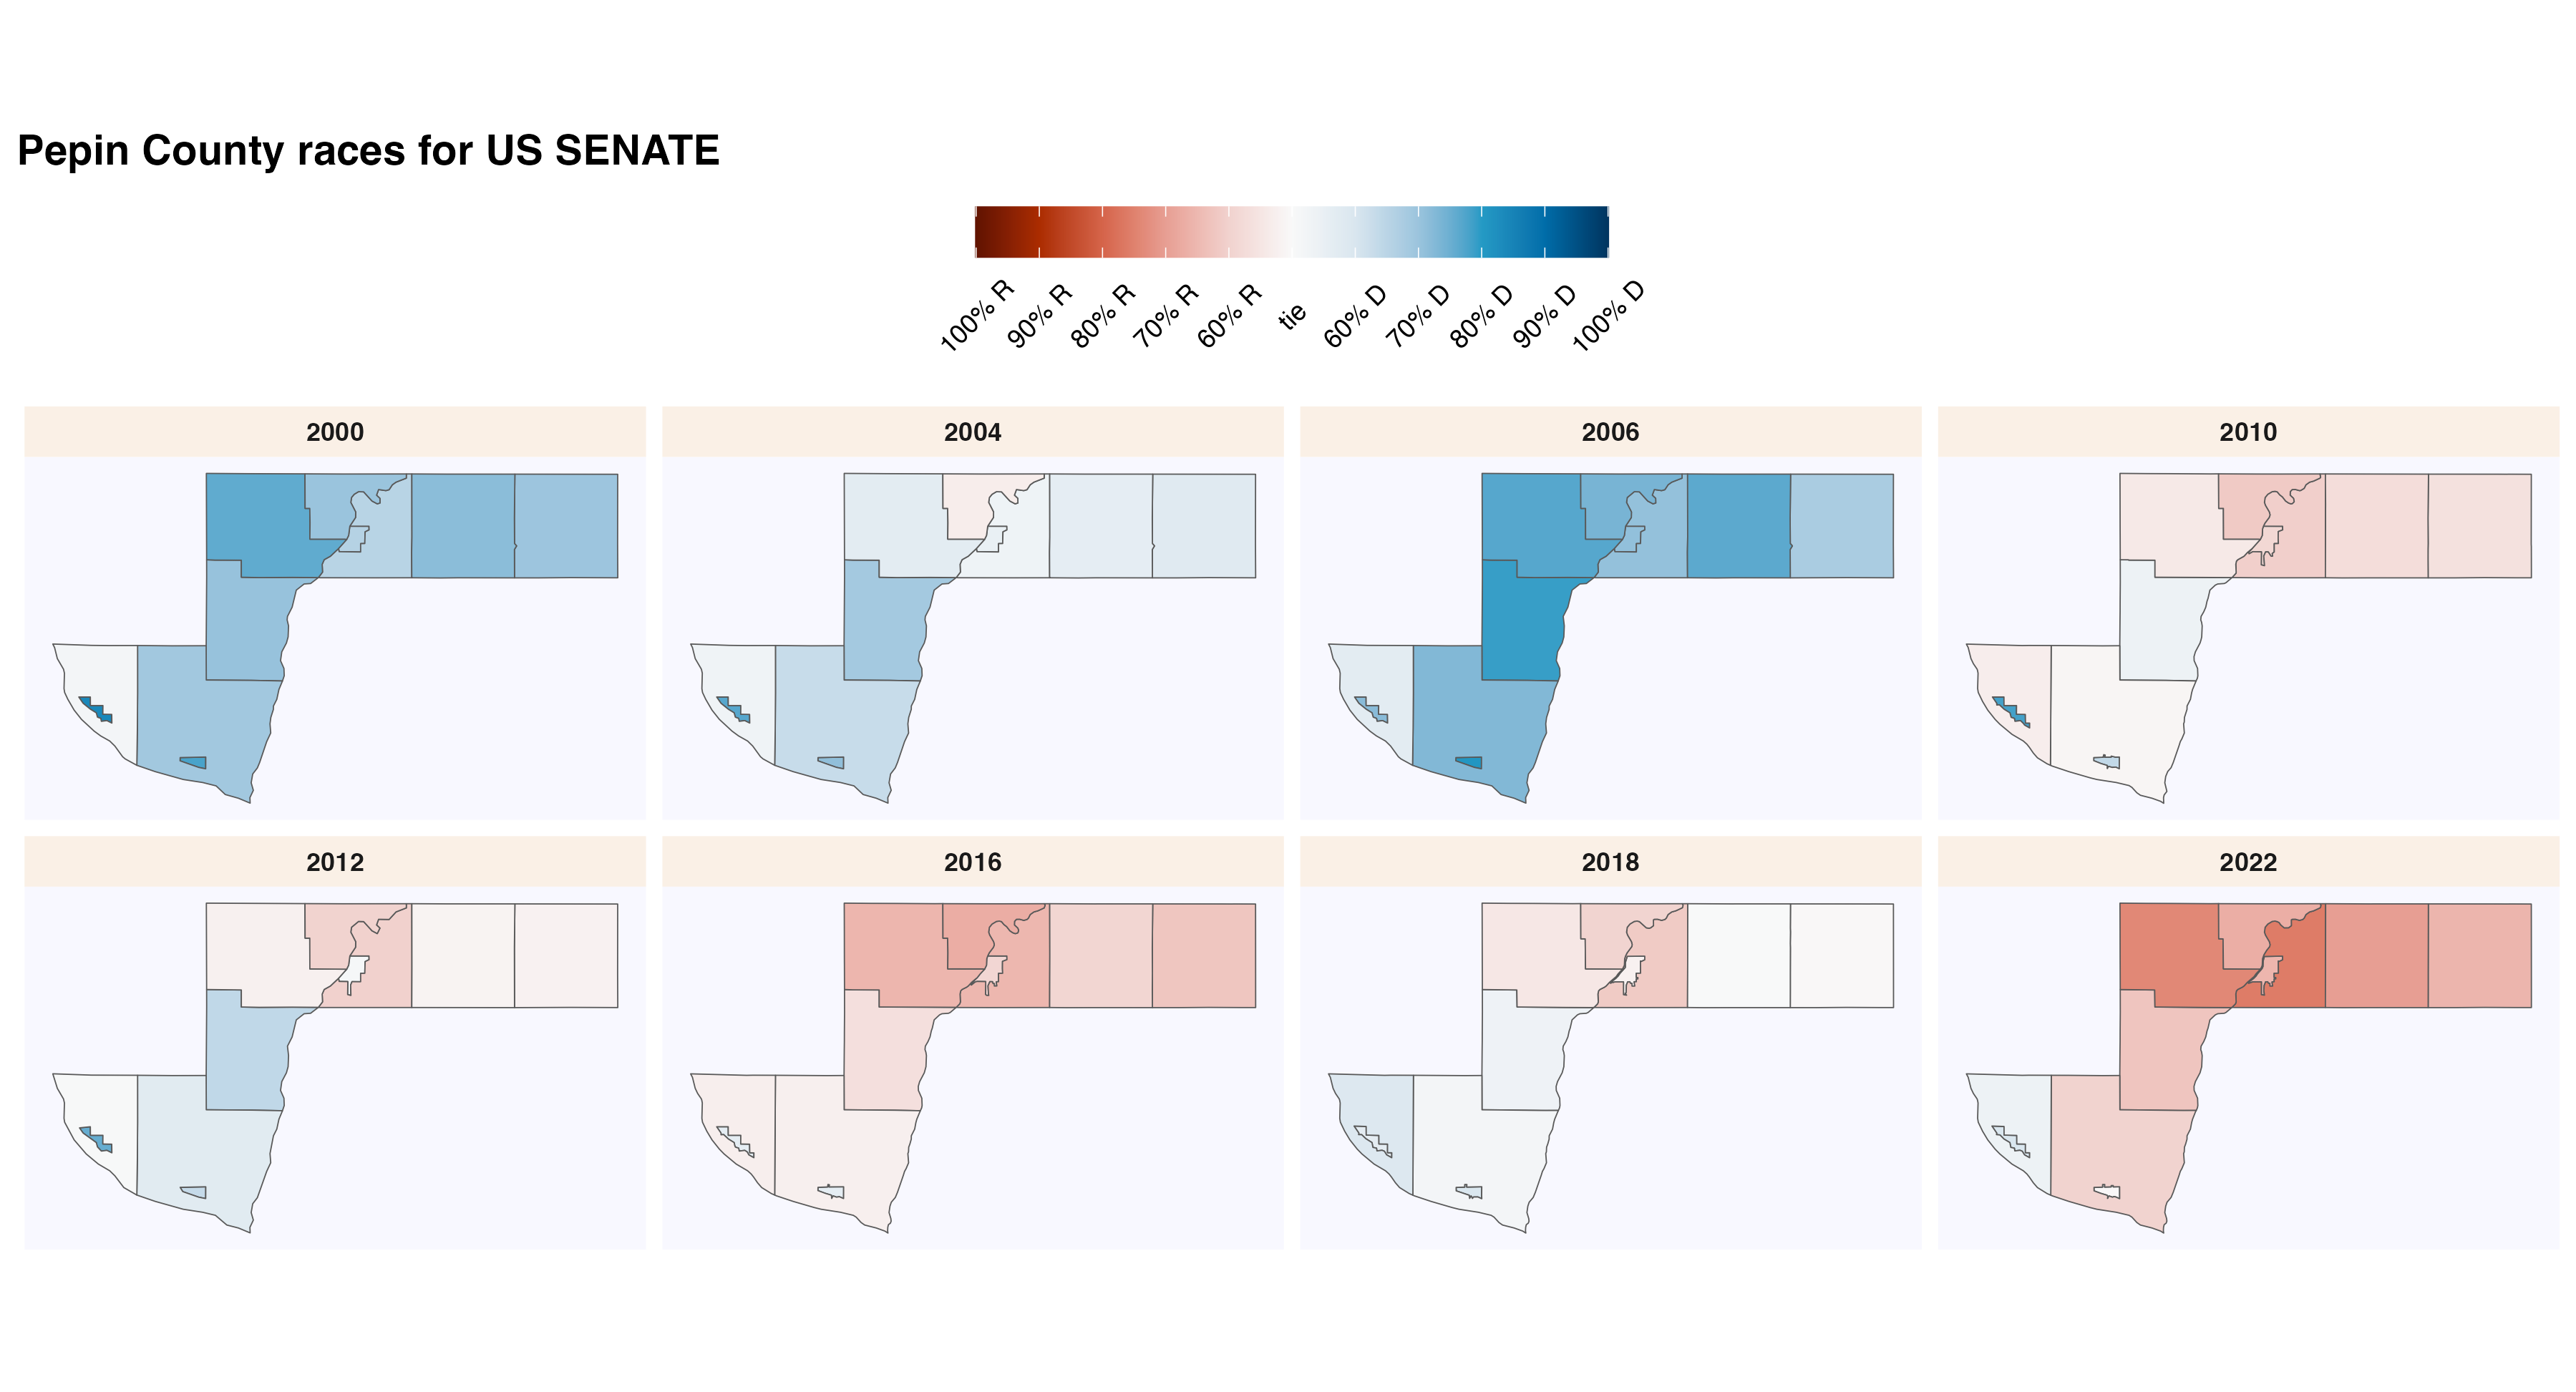 Pepin County races for US SENATE
100% R
90% R
80% R
70% R
60% R
tie
60% D
70% D
80% D
90% D
100% D
2000
2004
2006
2010
2012
2016
2018
2022